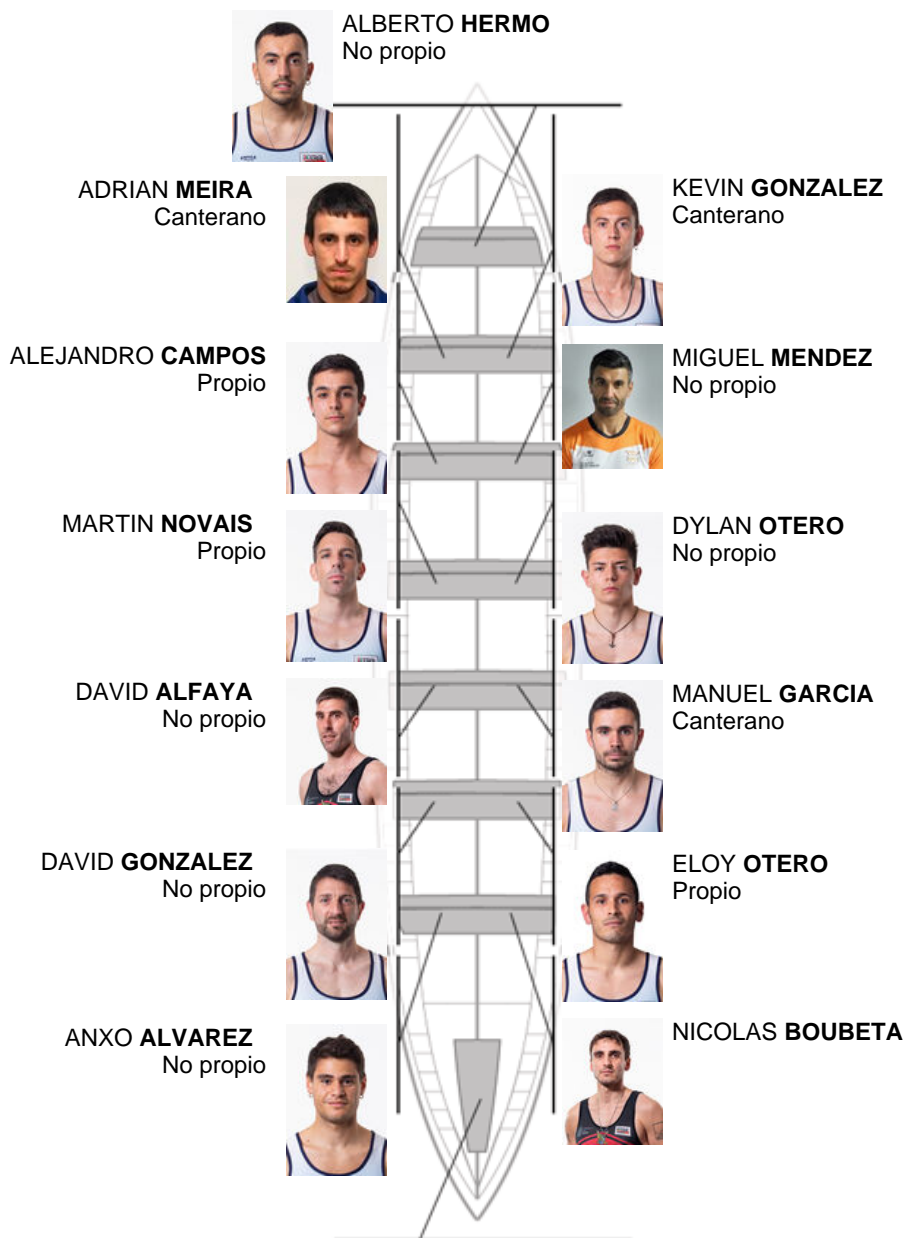 ALBERTO HERMO
No propio
ADRIAN MEIRA
Canterano
KEVIN GONZALEZ
Canterano
ALEJANDRO CAMPOS
Propio
MIGUEL MENDEZ
No propio
MARTIN NOVAIS
Propio
DYLAN OTERO
No propio
DAVID ALFAYA
No propio
MANUEL GARCIA
Canterano
DAVID GONZALEZ
No propio
ELOY OTERO
Propio
ANXO ALVAREZ
No propio
NICOLAS BOUBETA